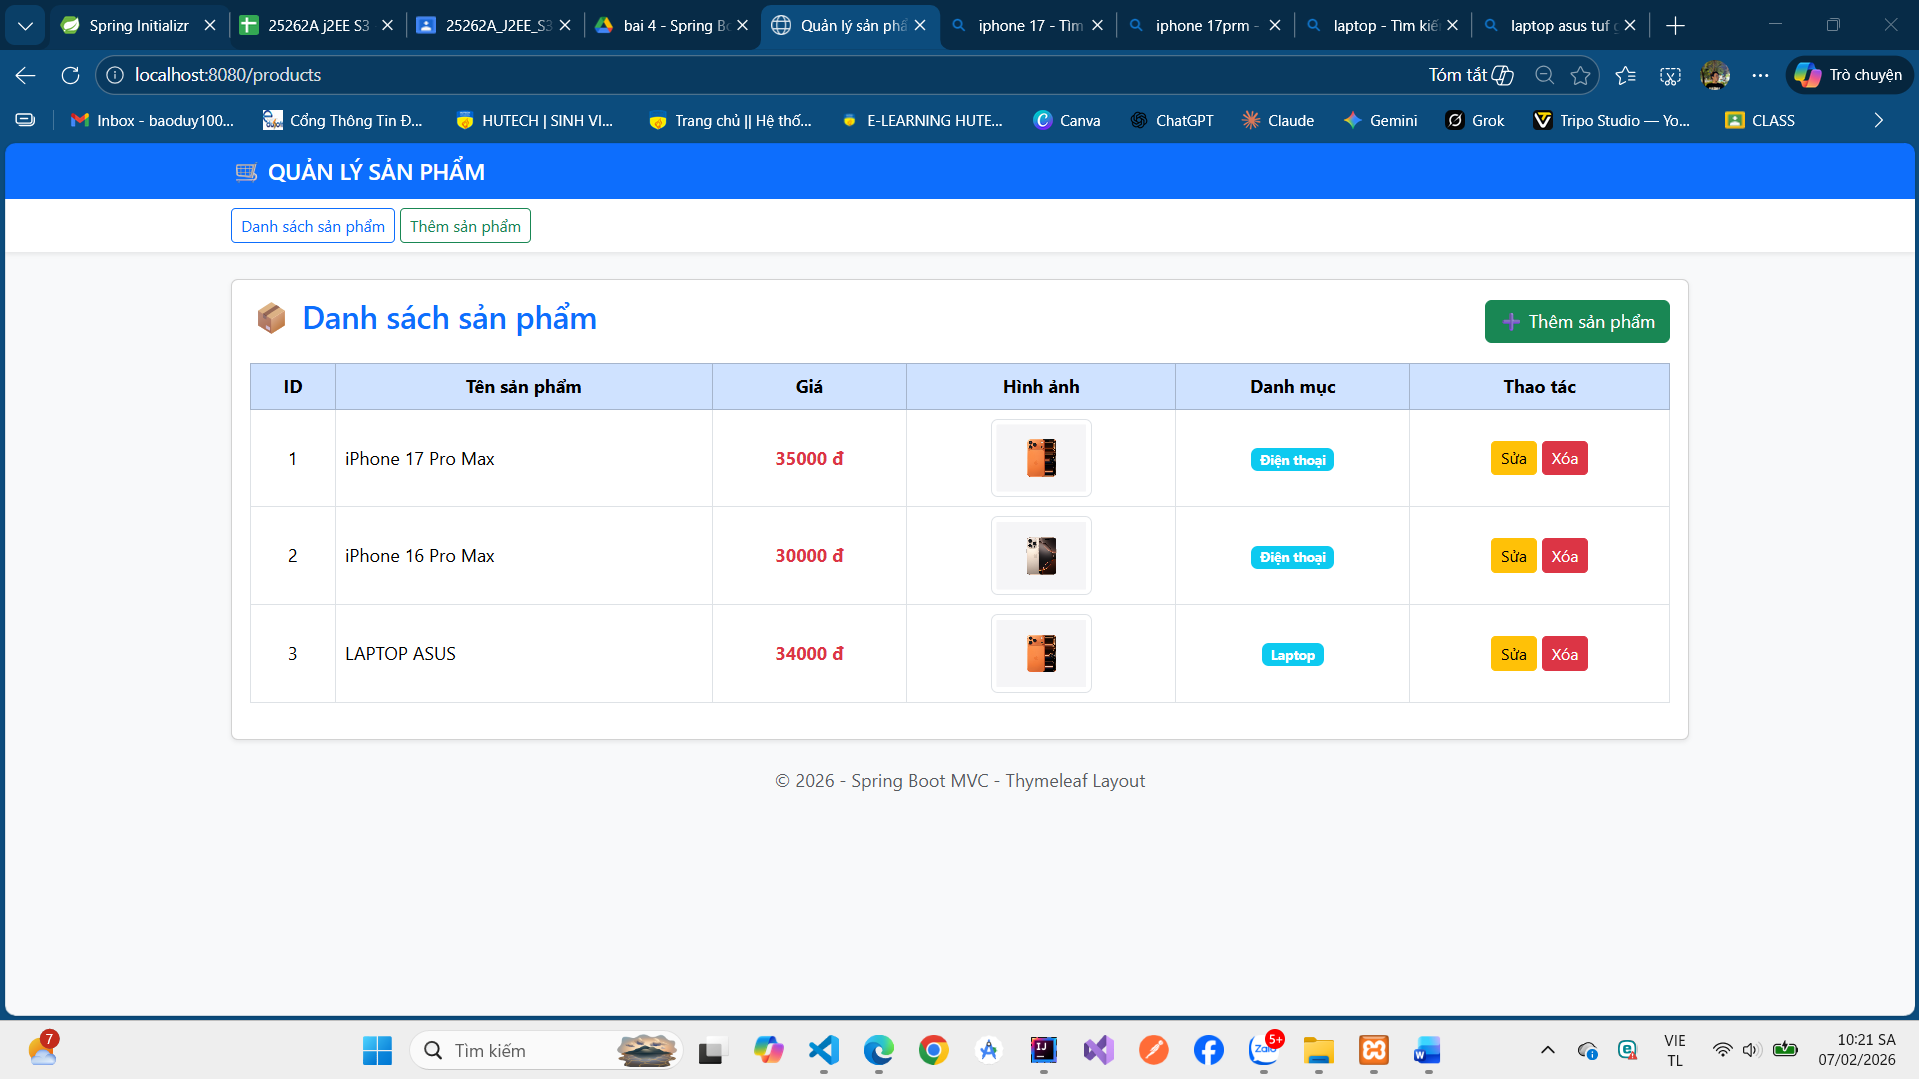 Spring Initializr
25262A j2EE S3
25262A_J2EE_S3
bai 4 - Spring Bo
Quản lý sản phẩ
iphone 17 - Tìm
iphone 17prm -
laptop - Tìm kiế
laptop asus tuf g
localhost:8080/products
Tóm tắt
Trò chuyện
Inbox - baoduy100...
Cổng Thông Tin Đ...
HUTECH | SINH VI...
Trang chủ || Hệ thố...
E-LEARNING HUTE...
Canva
ChatGPT
Claude
Gemini
Grok
Tripo Studio — Yo...
CLASS
QUẢN LÝ SẢN PHẨM
Danh sách sản phẩm
Thêm sản phẩm
Danh sách sản phẩm
Thêm sản phẩm
ID Tên sản phẩm Giá Hình ảnh Danh mục Thao tác
1 iPhone 17 Pro Max 35000 đ Điện thoại Sửa Xóa
2 iPhone 16 Pro Max 30000 đ Điện thoại Sửa Xóa
3 LAPTOP ASUS 34000 đ Laptop Sửa Xóa
© 2026 - Spring Boot MVC - Thymeleaf Layout
7
Tìm kiếm
IJ
Zalo
5+
W
VIE
TL
10:21 SA
07/02/2026